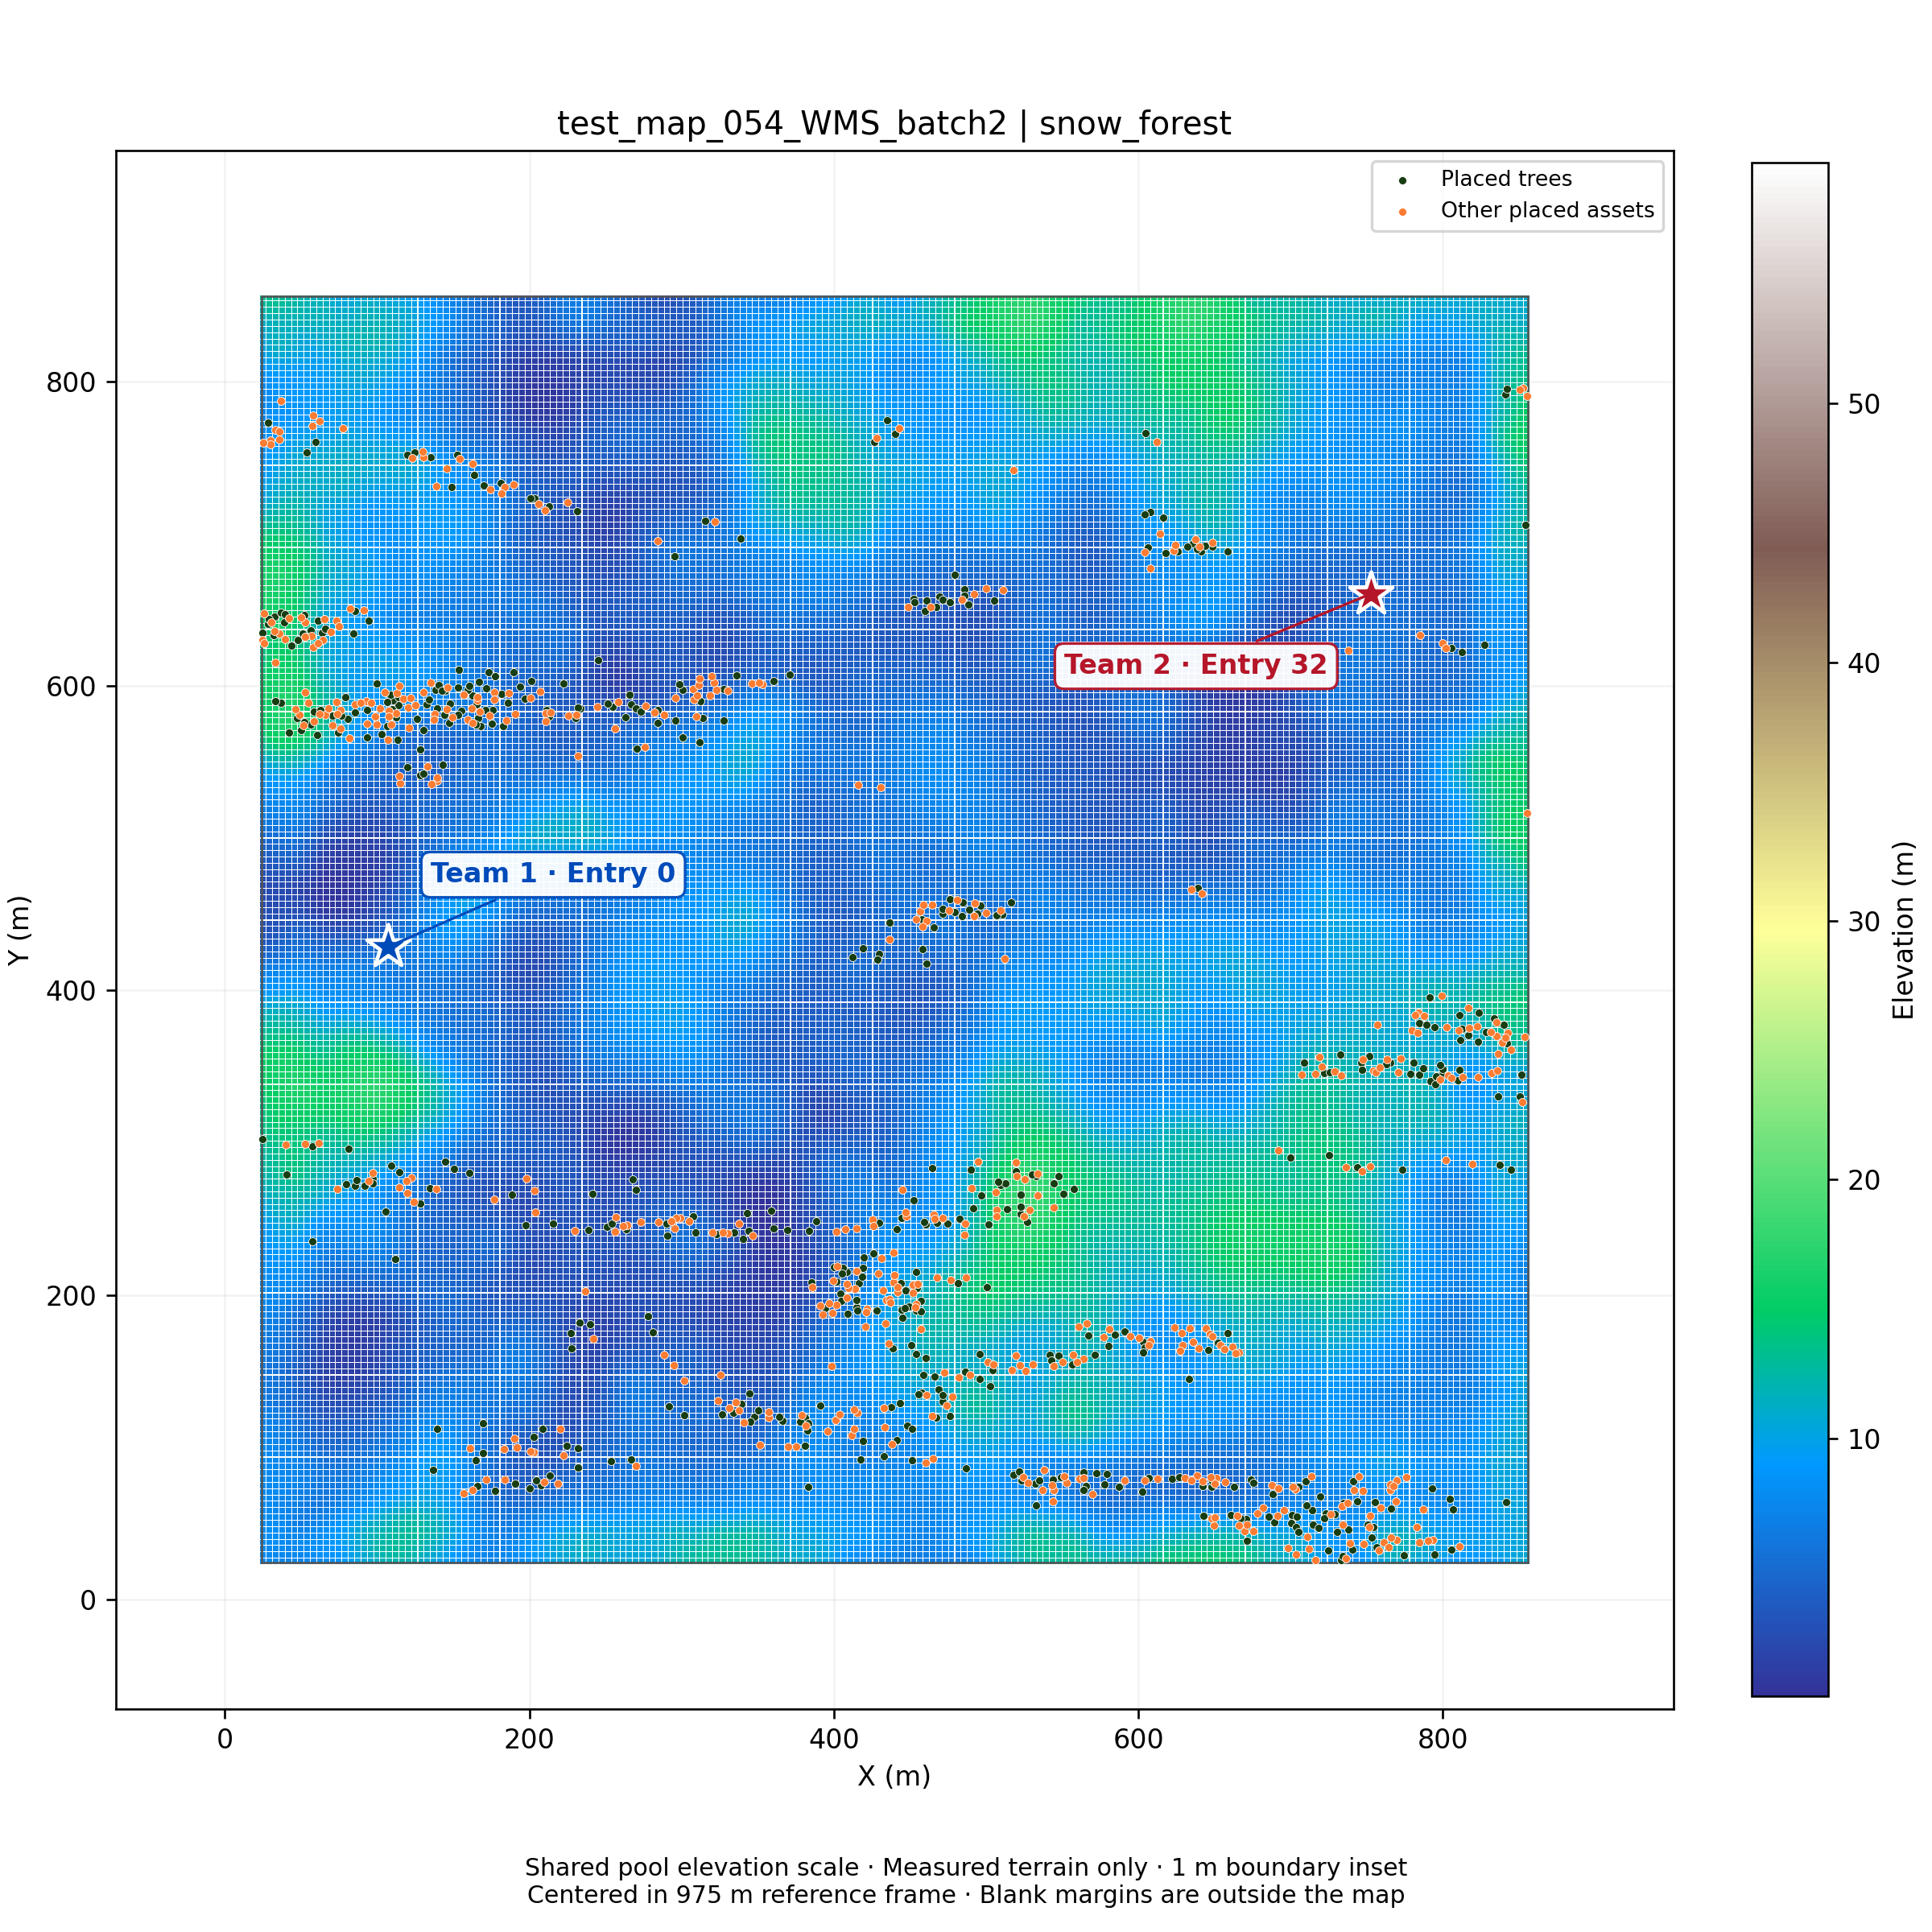 test_map_054_WMS_batch2 | snow_forest
Placed trees
Other placed assets
Team 2 · Entry 32
Team 1 · Entry 0
800
600
400
200
0
Y (m)
0
200
400
600
800
X (m)
50
40
30
20
10
Elevation (m)
Shared pool elevation scale · Measured terrain only · 1 m boundary inset
Centered in 975 m reference frame · Blank margins are outside the map